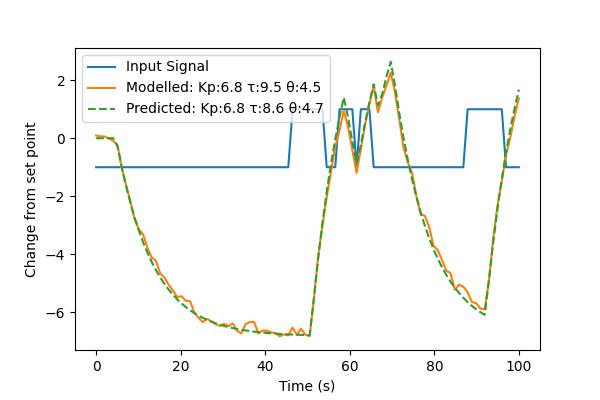 Input Signal
Modelled: Kp:6.8 τ:9.5 θ:4.5
Predicted: Kp:6.8 τ:8.6 θ:4.7
Change from set point
2
0
−2
−4
−6
0 20 40 60 80 100
Time (s)